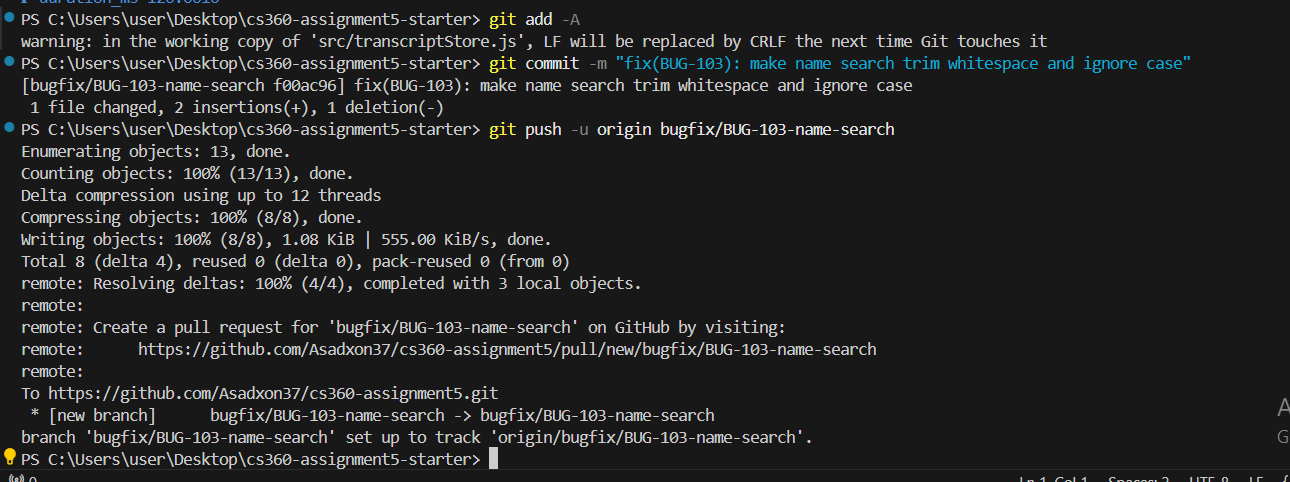 PS C:\Users\user\Desktop\cs360-assignment5-starter> git add -A
warning: in the working copy of 'src/transcriptStore.js', LF will be replaced by CRLF the next time Git touches it
PS C:\Users\user\Desktop\cs360-assignment5-starter> git commit -m "fix(BUG-103): make name search trim whitespace and ignore case"
[bugfix/BUG-103-name-search f00ac96] fix(BUG-103): make name search trim whitespace and ignore case
 1 file changed, 2 insertions(+), 1 deletion(-)
PS C:\Users\user\Desktop\cs360-assignment5-starter> git push -u origin bugfix/BUG-103-name-search
Enumerating objects: 13, done.
Counting objects: 100% (13/13), done.
Delta compression using up to 12 threads
Compressing objects: 100% (8/8), done.
Writing objects: 100% (8/8), 1.08 KiB | 555.00 KiB/s, done.
Total 8 (delta 4), reused 0 (delta 0), pack-reused 0 (from 0)
remote: Resolving deltas: 100% (4/4), completed with 3 local objects.
remote:
remote: Create a pull request for 'bugfix/BUG-103-name-search' on GitHub by visiting:
remote:      https://github.com/Asadxon37/cs360-assignment5/pull/new/bugfix/BUG-103-name-search
remote:
To https://github.com/Asadxon37/cs360-assignment5.git
 * [new branch]      bugfix/BUG-103-name-search -> bugfix/BUG-103-name-search
branch 'bugfix/BUG-103-name-search' set up to track 'origin/bugfix/BUG-103-name-search'.
PS C:\Users\user\Desktop\cs360-assignment5-starter>